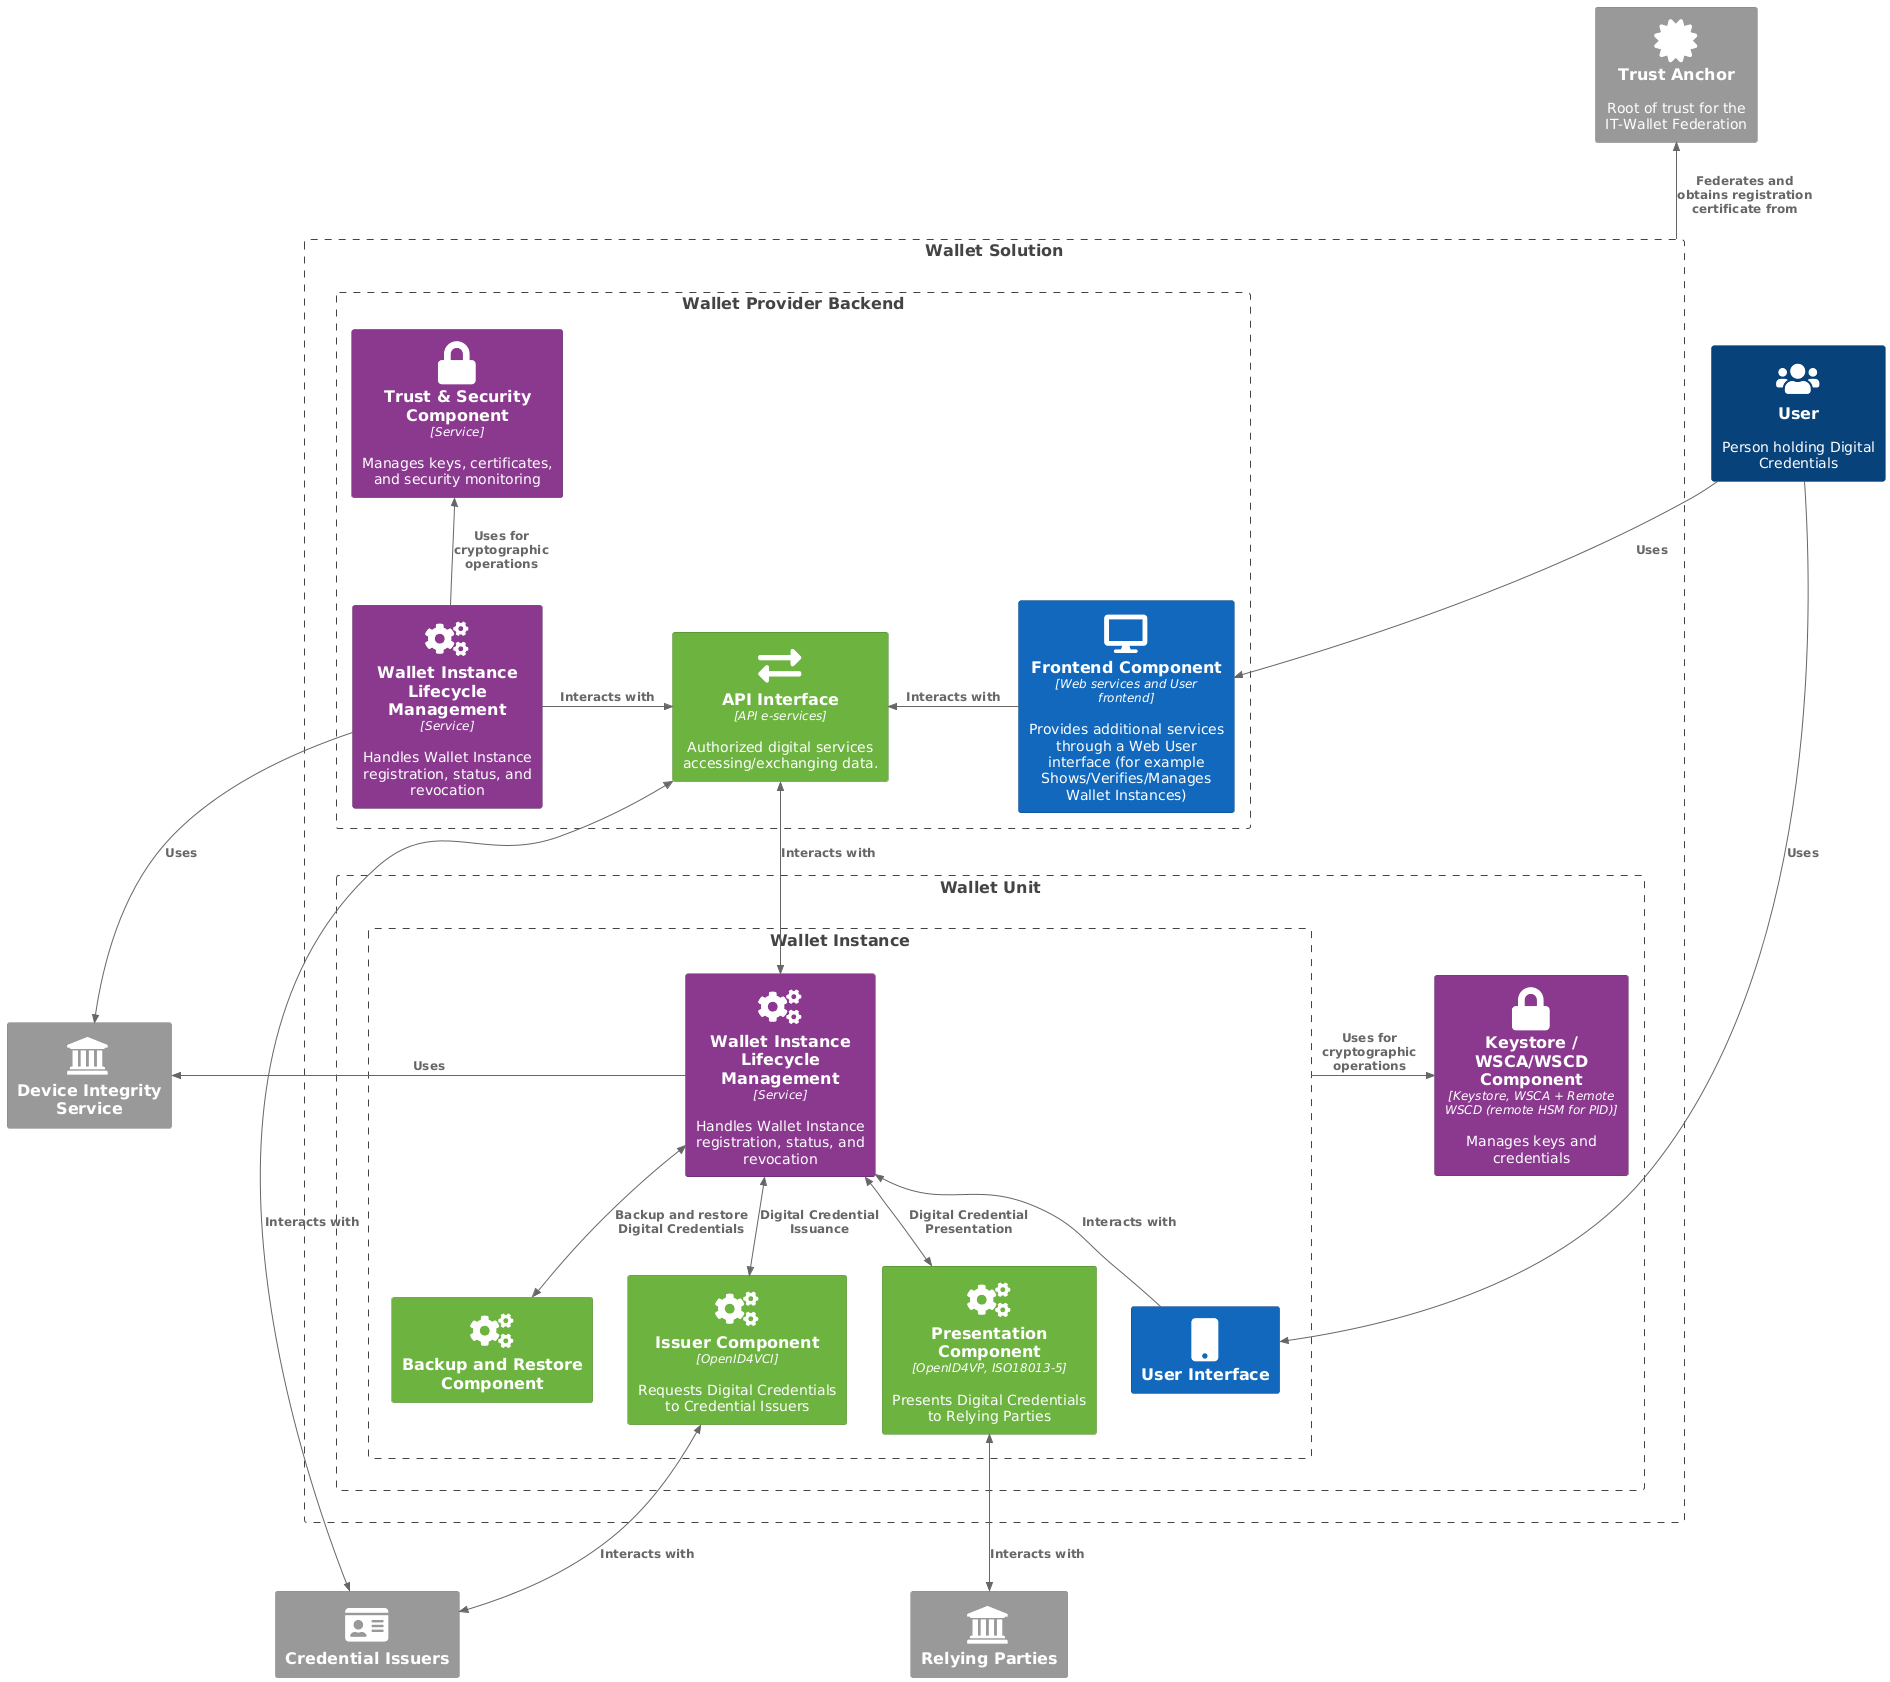 Trust Anchor
Root of trust for the
IT-Wallet Federation
Federates and
obtains registration
certificate from
Wallet Solution
Wallet Provider Backend
Trust & Security
Component
[Service]
Manages keys, certificates,
and security monitoring
User
Person holding Digital
Credentials
Uses for
cryptographic
operations
Uses
Wallet Instance
Lifecycle
Management
[Service]
Handles Wallet Instance
registration, status, and
revocation
Interacts with
API Interface
[API e-services]
Authorized digital services
accessing/exchanging data.
Interacts with
Frontend Component
[Web services and User
frontend]
Provides additional services
through a Web User
interface (for example
Shows/Verifies/Manages
Wallet Instances)
Uses
Interacts with
Uses
Wallet Unit
Wallet Instance
Device Integrity
Service
Uses
Wallet Instance
Lifecycle
Management
[Service]
Handles Wallet Instance
registration, status, and
revocation
Uses for
cryptographic
operations
Keystore /
WSCA/WSCD
Component
[Keystore, WSCA + Remote
WSCD (remote HSM for PID)]
Manages keys and
credentials
Interacts with
Backup and restore
Digital Credentials
Digital Credential
Issuance
Digital Credential
Presentation
Interacts with
Backup and Restore
Component
Issuer Component
[OpenID4VCI]
Requests Digital Credentials
to Credential Issuers
Presentation
Component
[OpenID4VP, ISO18013-5]
Presents Digital Credentials
to Relying Parties
User Interface
Interacts with
Interacts with
Credential Issuers
Relying Parties